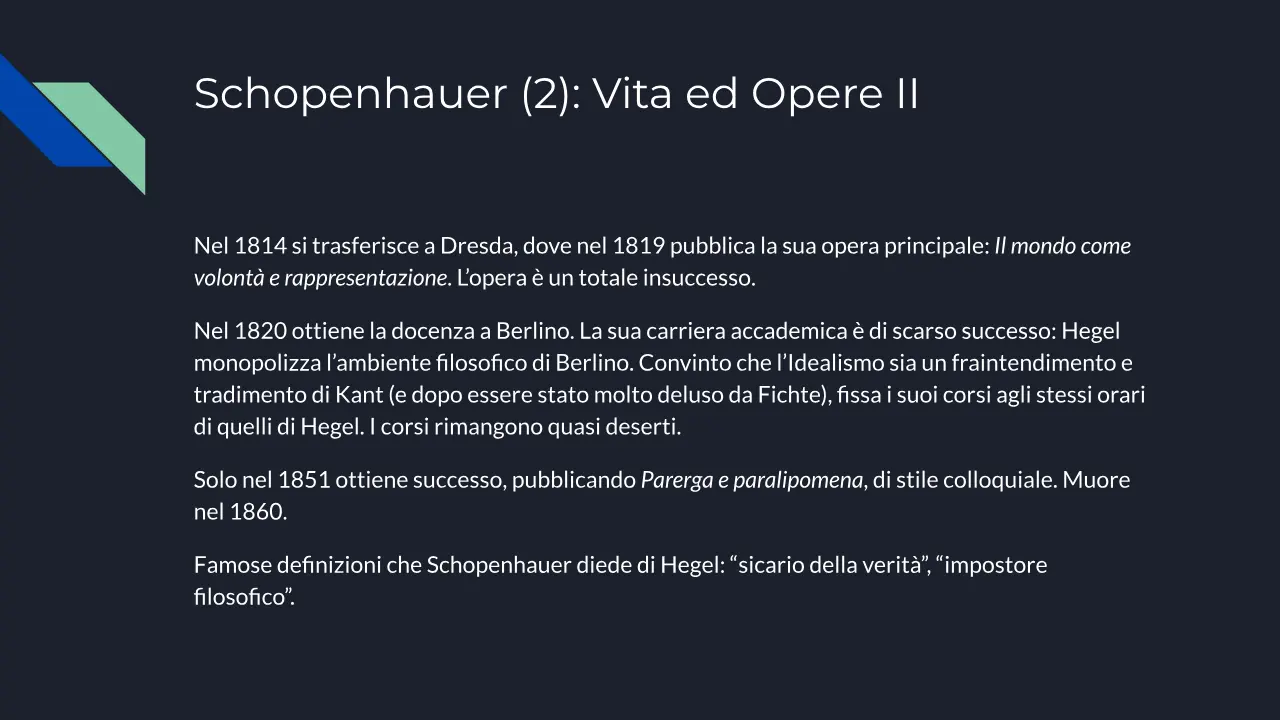 Schopenhauer (2): Vita ed Opere II
Nel 1814 si trasferisce a Dresda, dove nel 1819 pubblica la sua opera principale: Il mondo come
volontà e rappresentazione. L’opera è un totale insuccesso.
Nel 1820 ottiene la docenza a Berlino. La sua carriera accademica è di scarso successo: Hegel
monopolizza l’ambiente filosofico di Berlino. Convinto che l’Idealismo sia un fraintendimento e
tradimento di Kant (e dopo essere stato molto deluso da Fichte), fissa i suoi corsi agli stessi orari
di quelli di Hegel. I corsi rimangono quasi deserti.
Solo nel 1851 ottiene successo, pubblicando Parerga e paralipomena, di stile colloquiale. Muore
nel 1860.
Famose definizioni che Schopenhauer diede di Hegel: “sicario della verità”, “impostore
filosofico”.